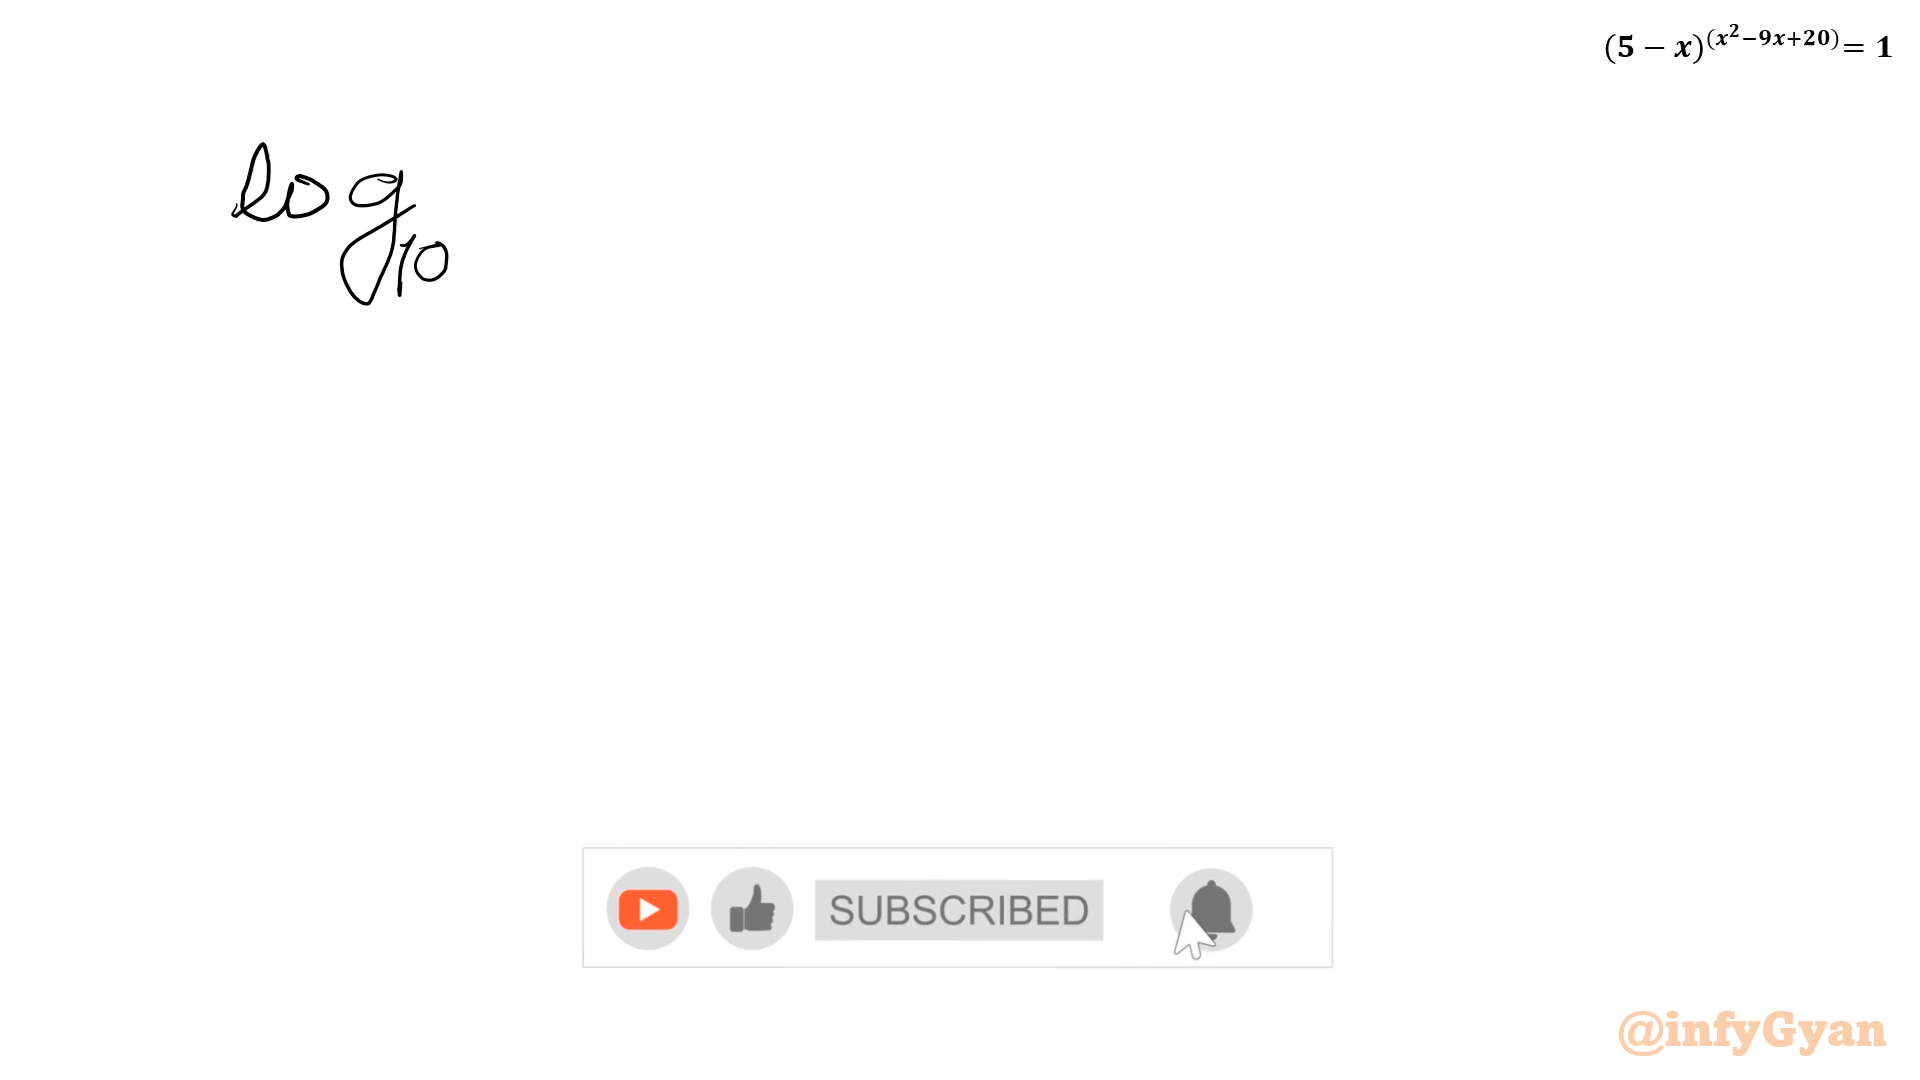 (5 − x)^(x²−9x+20) = 1
log₁₀
SUBSCRIBED
@infyGyan